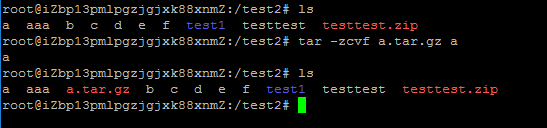 root@iZbp13pmlpgzjgjxk88xnmZ:/test2# ls
a  aaa  b  c  d  e  f  test1  testtest  testtest.zip
root@iZbp13pmlpgzjgjxk88xnmZ:/test2# tar -zcvf a.tar.gz a
a
root@iZbp13pmlpgzjgjxk88xnmZ:/test2# ls
a  aaa  a.tar.gz  b  c  d  e  f  test1  testtest  testtest.zip
root@iZbp13pmlpgzjgjxk88xnmZ:/test2#